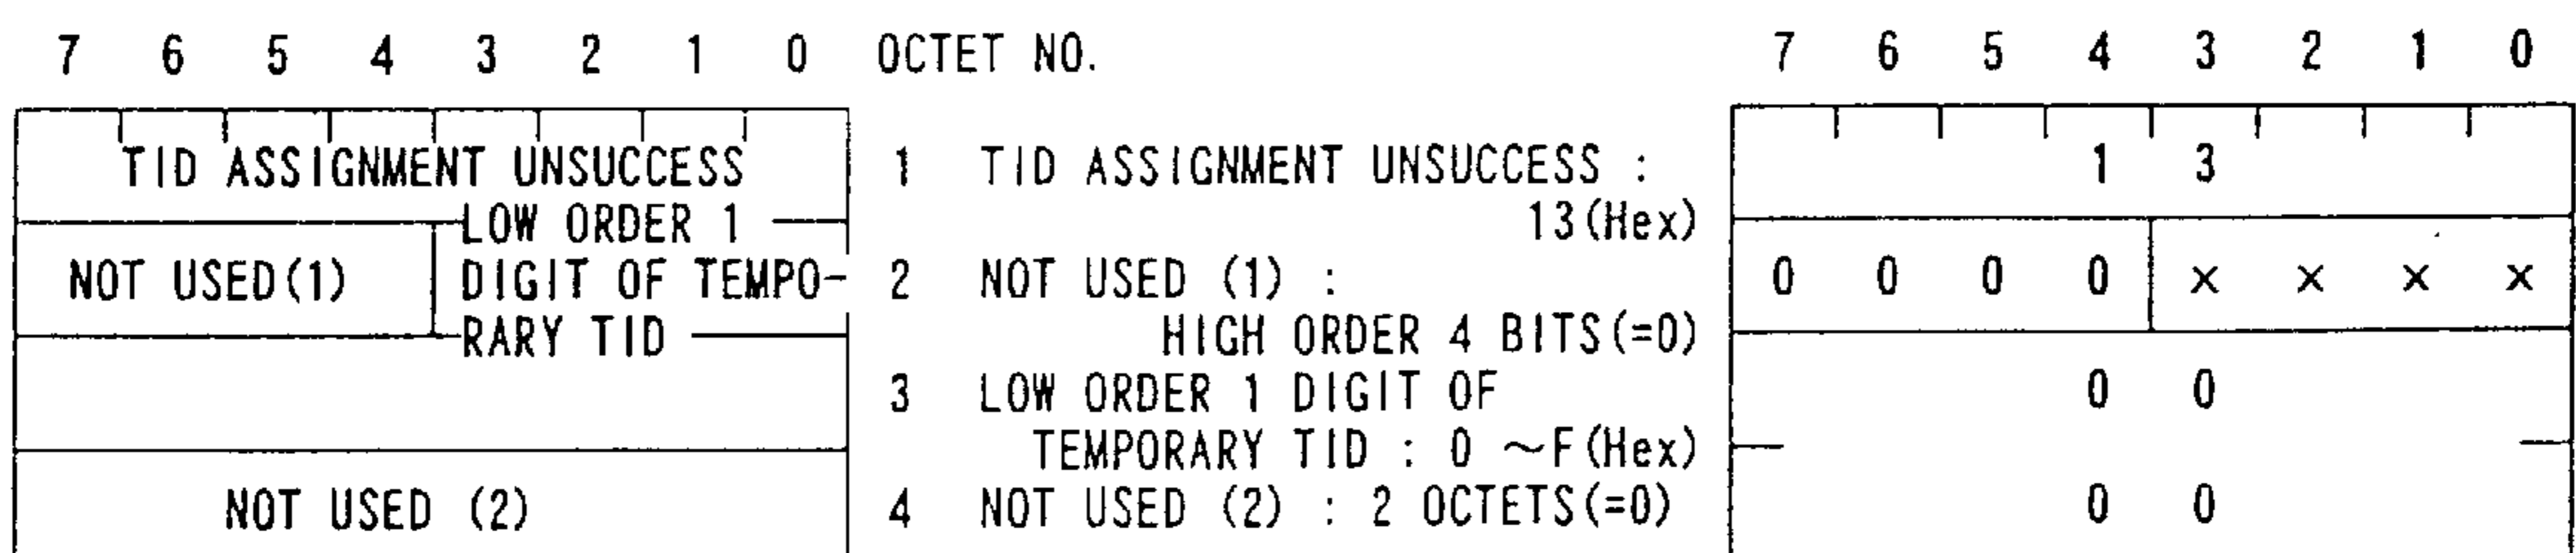 7 6 5 4 3 2 1 0 OCTET NO. 7 6 5 4 3 2 1 0
TID ASSIGNMENT UNSUCCESS 1 TID ASSIGNMENT UNSUCCESS : 1 3
LOW ORDER 1 13(Hex)
NOT USED(1) DIGIT OF TEMPO- 2 NOT USED (1) : 0 0 0 0 × × × ×
RARY TID HIGH ORDER 4 BITS(=0)
3 LOW ORDER 1 DIGIT OF 0 0
TEMPORARY TID : 0 ~F(Hex)
NOT USED (2) 4 NOT USED (2) : 2 OCTETS(=0) 0 0